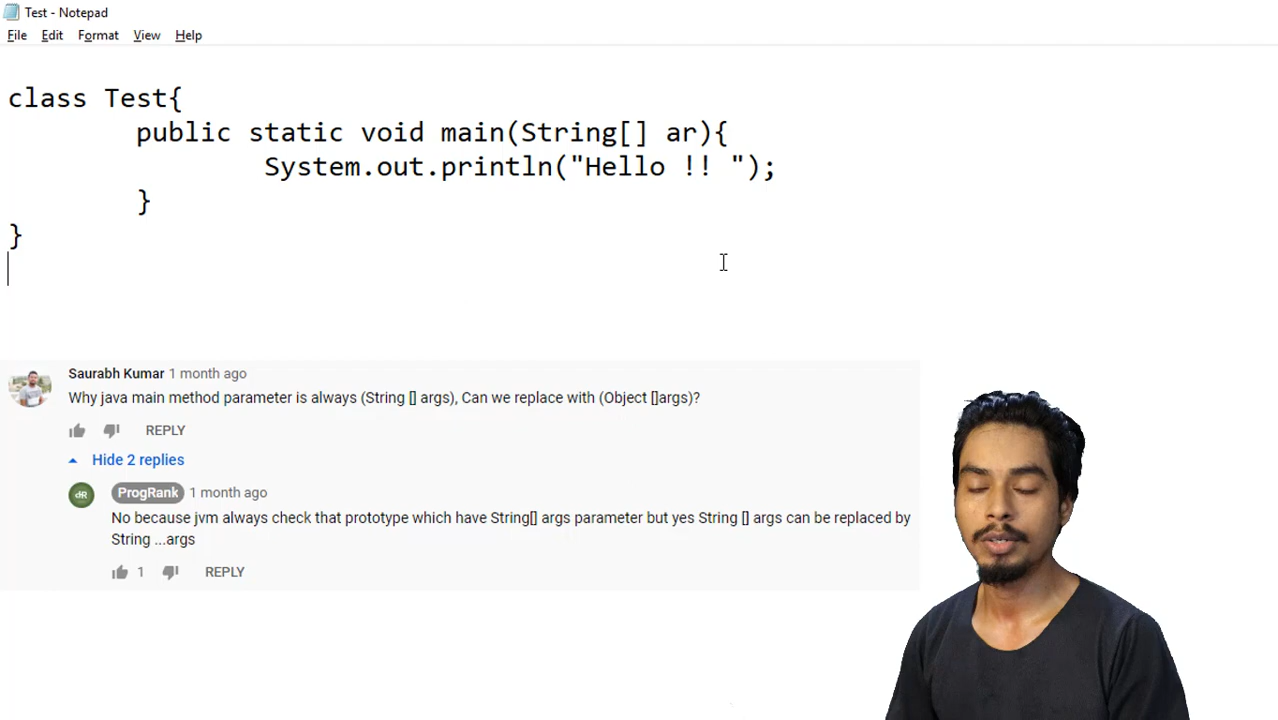 Test - Notepad
File Edit Format View Help
class Test{
public static void main(String[] ar){
System.out.println("Hello !! ");
}
}
Saurabh Kumar 1 month ago
Why java main method parameter is always (String [] args), Can we replace with (Object []args)?
REPLY
Hide 2 replies
dR
ProgRank 1 month ago
No because jvm always check that prototype which have String[] args parameter but yes String [] args can be replaced by
String ...args
1 REPLY